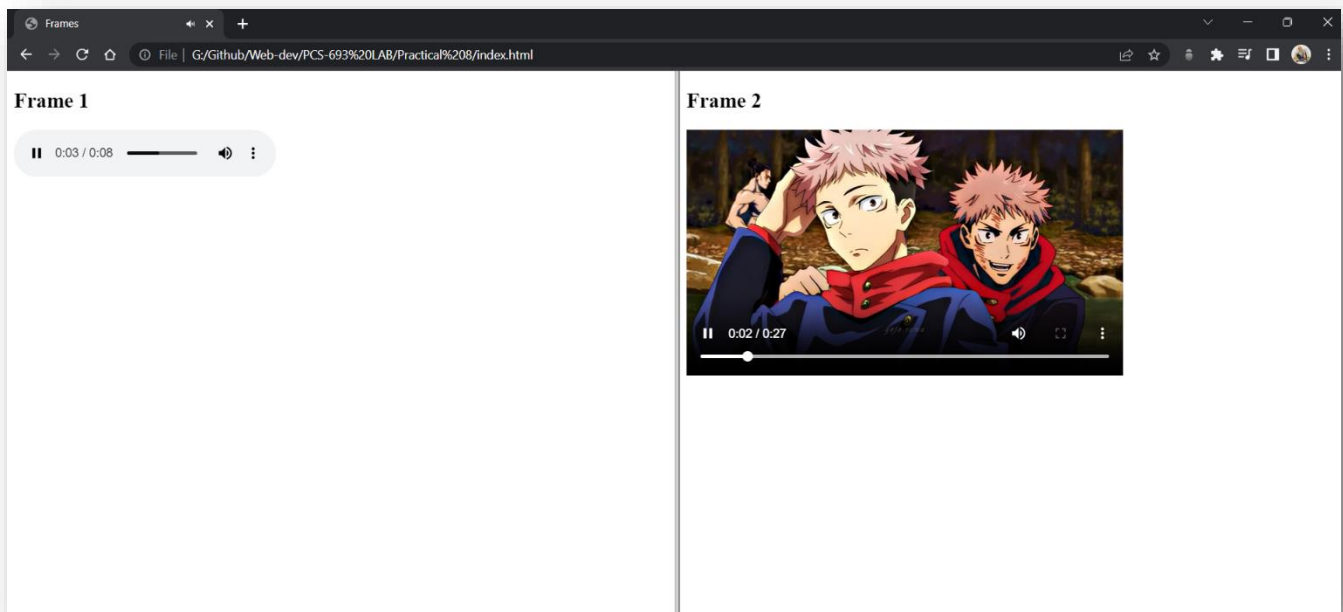 Frames
File | G:/Github/Web-dev/PCS-693%20LAB/Practical%208/index.html
Frame 1
0:03 / 0:08
Frame 2
0:02 / 0:27